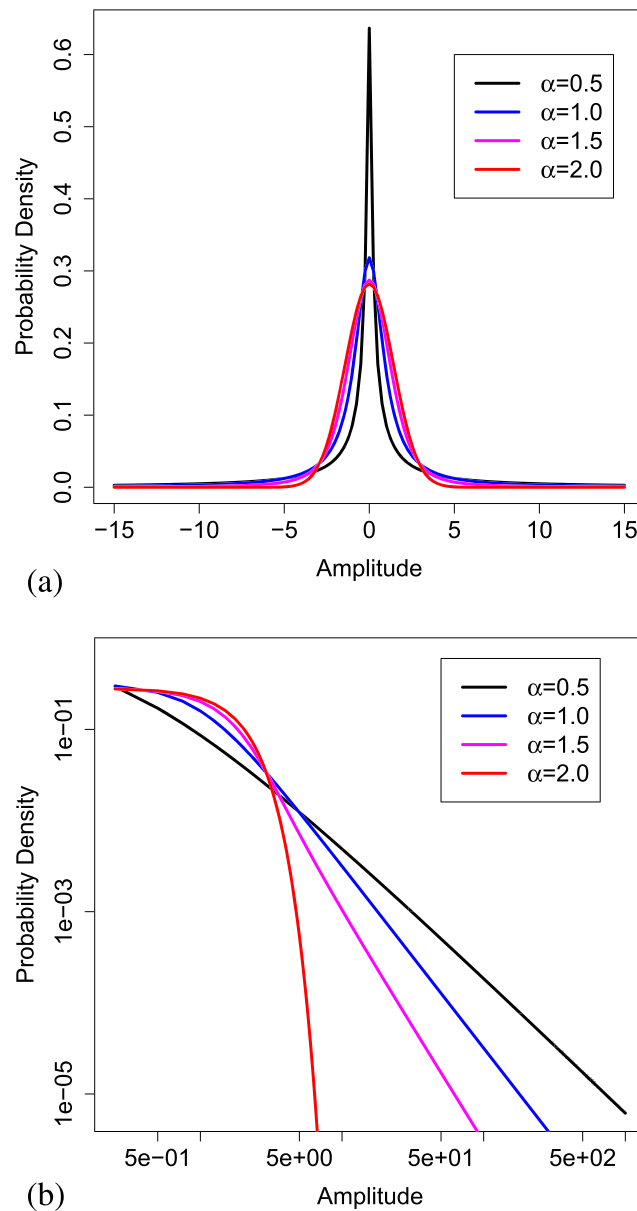 0.0 0.1 0.2 0.3 0.4 0.5 0.6
Probability Density
α=0.5
α=1.0
α=1.5
α=2.0
−15 −10 −5 0 5 10 15
Amplitude
(a)
1e−05 1e−03 1e−01
Probability Density
α=0.5
α=1.0
α=1.5
α=2.0
5e−01 5e+00 5e+01 5e+02
Amplitude
(b)